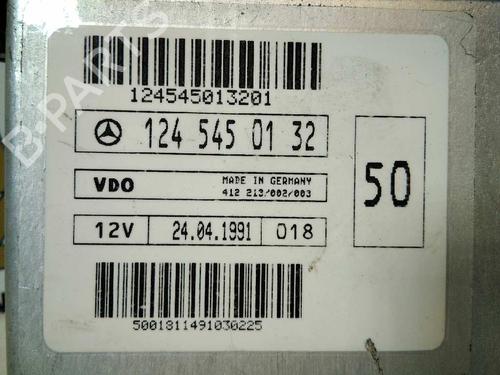 124545013201
124 545 01 32
VDO
MADE IN GERMANY
412 213/002/003
50
12V
24.04.1991
018
5001811491030225
B-PARTS